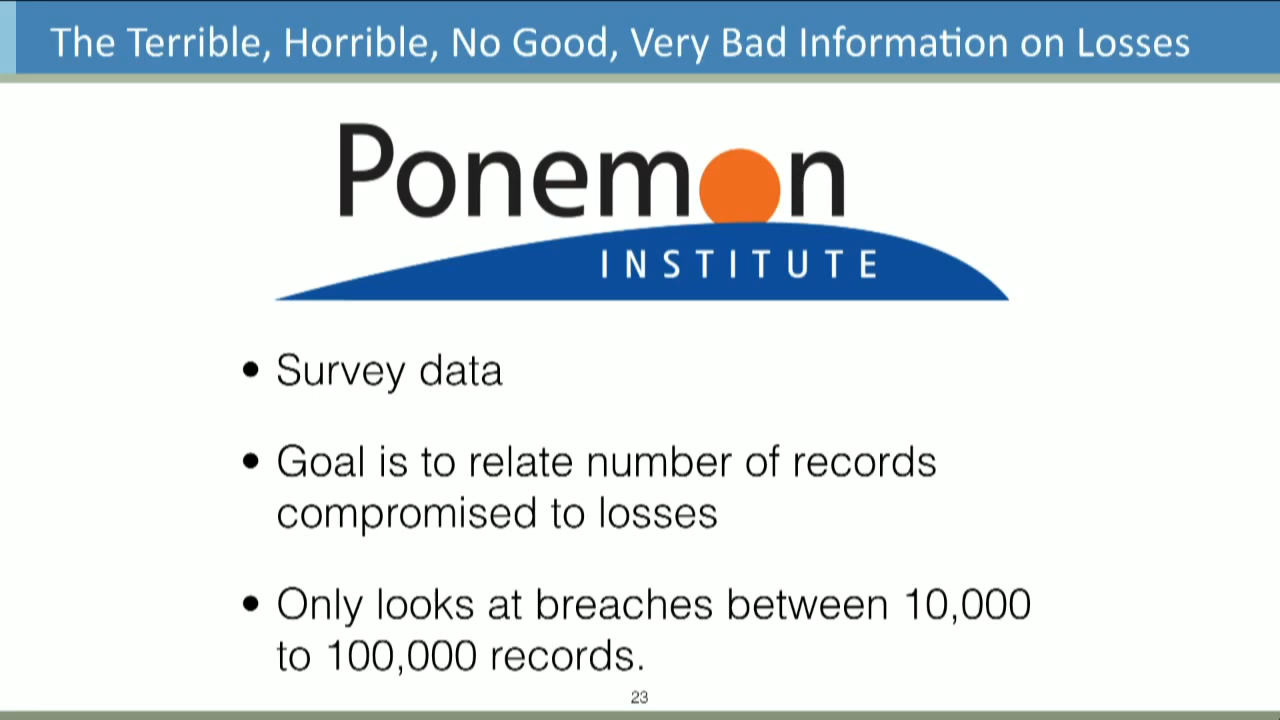 The Terrible, Horrible, No Good, Very Bad Information on Losses
Ponemon
INSTITUTE
• Survey data
• Goal is to relate number of records
compromised to losses
• Only looks at breaches between 10,000
to 100,000 records.
23